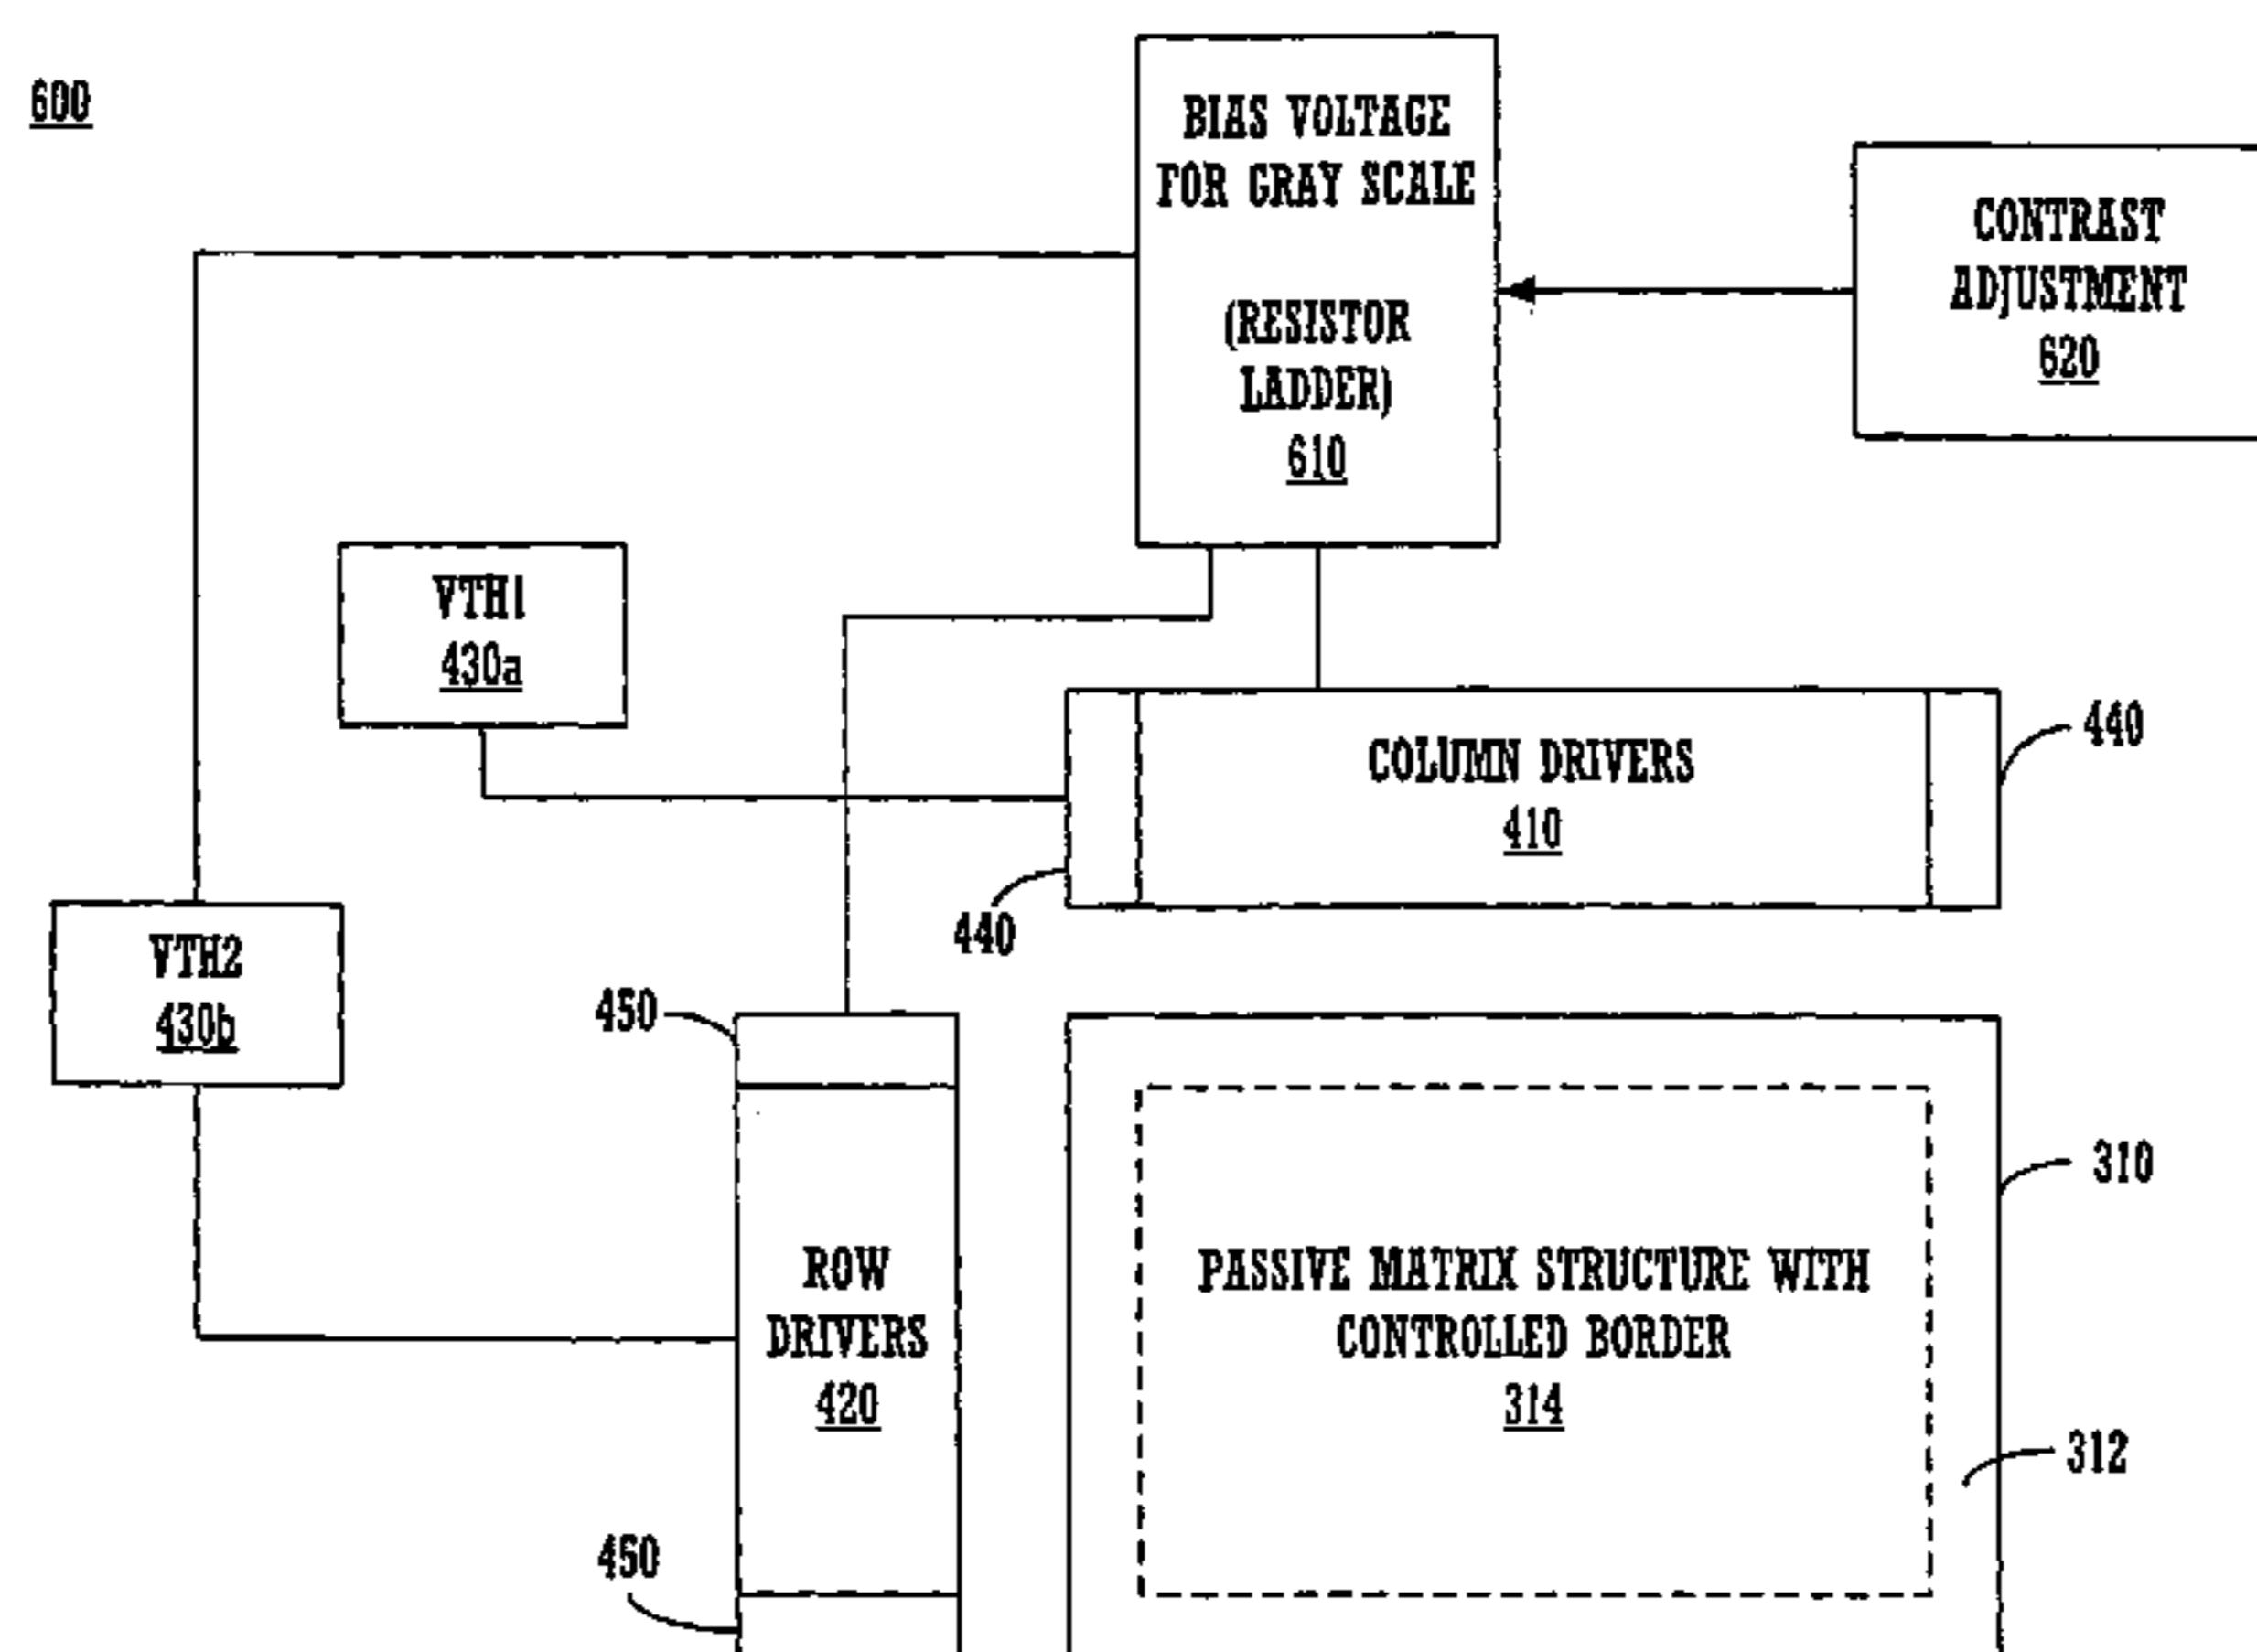 600
BIAS VOLTAGE
FOR GRAY SCALE
(RESISTOR
LADDER)
610
CONTRAST
ADJUSTMENT
620
VTH1
430a
COLUMN DRIVERS
410
440
440
VTH2
430b
450
ROW
DRIVERS
420
450
PASSIVE MATRIX STRUCTURE WITH
CONTROLLED BORDER
314
310
312